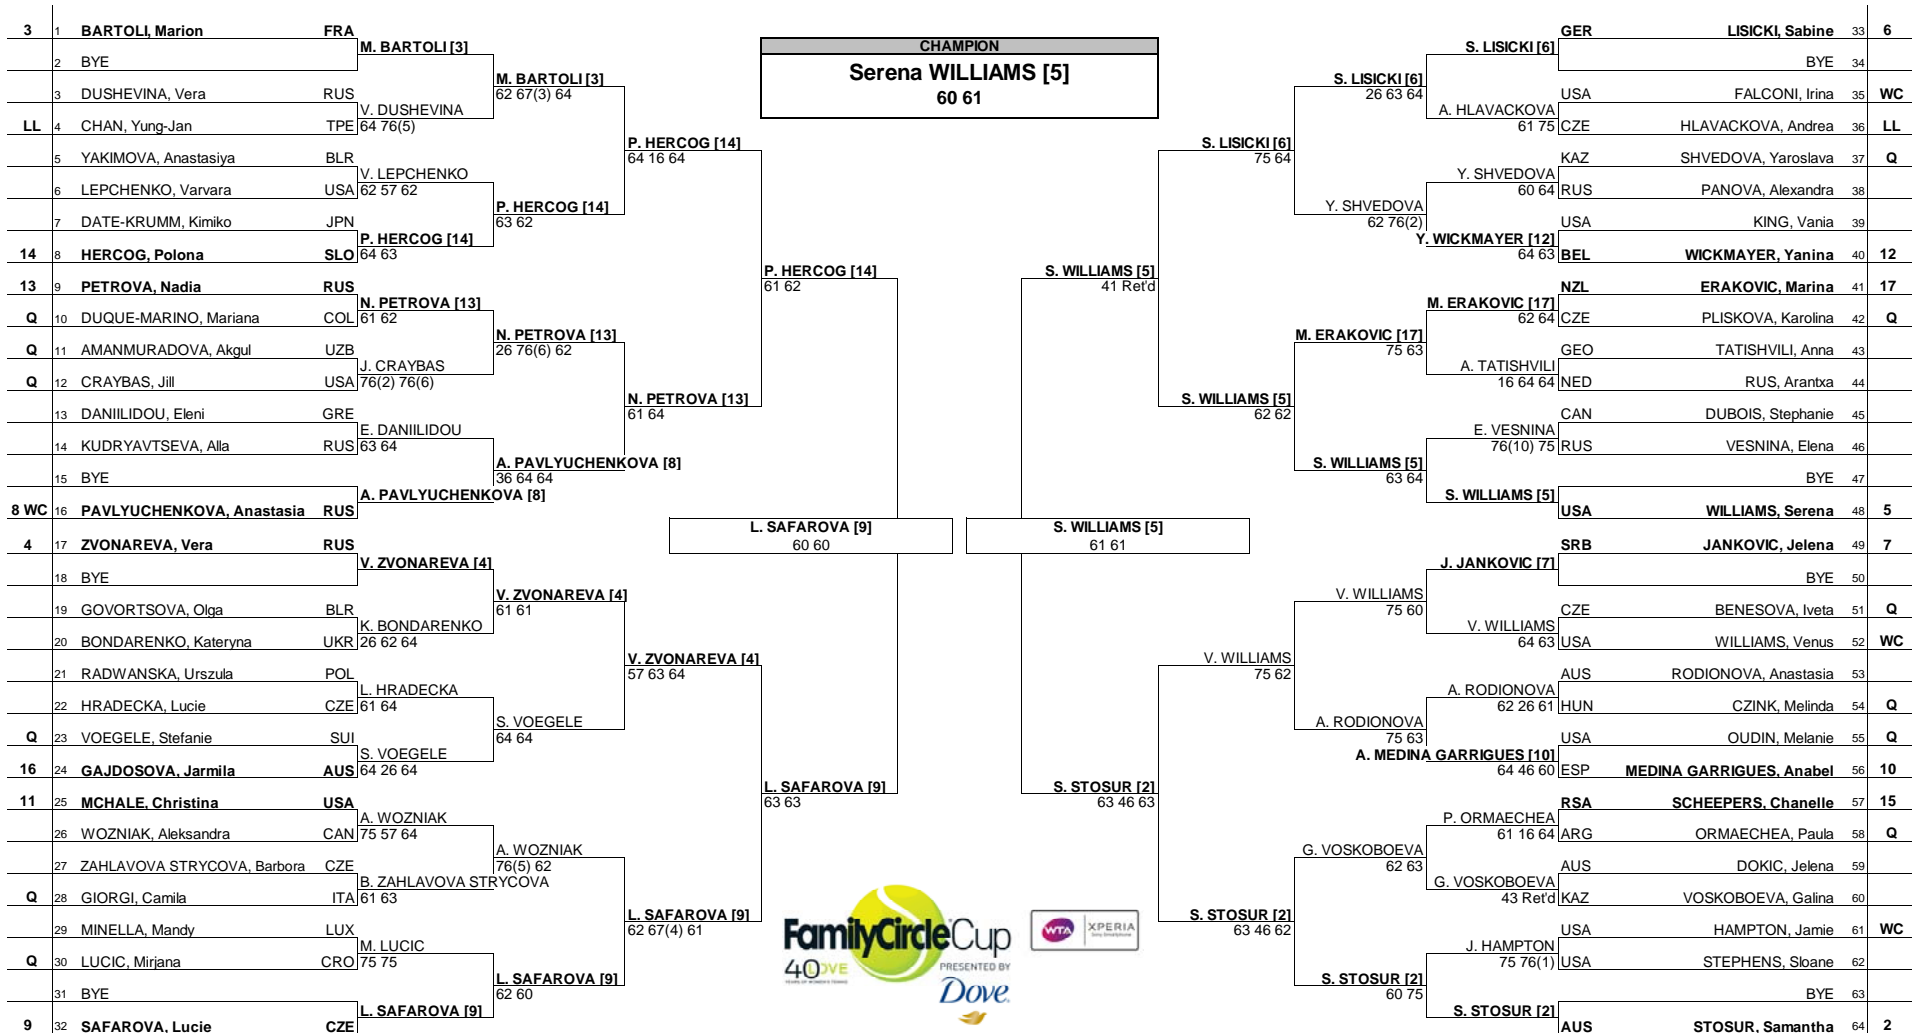 3 1 BARTOLI, Marion FRA
M. BARTOLI [3]
2 BYE
M. BARTOLI [3]
62 67(3) 64
3 DUSHEVINA, Vera RUS
V. DUSHEVINA
64 76(5)
LL 4 CHAN, Yung-Jan TPE
P. HERCOG [14]
64 16 64
5 YAKIMOVA, Anastasiya BLR
V. LEPCHENKO
62 57 62
6 LEPCHENKO, Varvara USA
P. HERCOG [14]
63 62
7 DATE-KRUMM, Kimiko JPN
P. HERCOG [14]
64 63
14 8 HERCOG, Polona SLO
P. HERCOG [14]
61 62
13 9 PETROVA, Nadia RUS
N. PETROVA [13]
61 62
Q 10 DUQUE-MARINO, Mariana COL
N. PETROVA [13]
26 76(6) 62
Q 11 AMANMURADOVA, Akgul UZB
J. CRAYBAS
76(2) 76(6)
Q 12 CRAYBAS, Jill USA
N. PETROVA [13]
61 64
13 DANIILIDOU, Eleni GRE
E. DANIILIDOU
63 64
14 KUDRYAVTSEVA, Alla RUS
A. PAVLYUCHENKOVA [8]
36 64 64
15 BYE
A. PAVLYUCHENKOVA [8]
8 WC 16 PAVLYUCHENKOVA, Anastasia RUS
L. SAFAROVA [9]
60 60
4 17 ZVONAREVA, Vera RUS
V. ZVONAREVA [4]
18 BYE
V. ZVONAREVA [4]
61 61
19 GOVORTSOVA, Olga BLR
K. BONDARENKO
26 62 64
20 BONDARENKO, Kateryna UKR
V. ZVONAREVA [4]
57 63 64
21 RADWANSKA, Urszula POL
L. HRADECKA
61 64
22 HRADECKA, Lucie CZE
S. VOEGELE
64 64
Q 23 VOEGELE, Stefanie SUI
S. VOEGELE
64 26 64
16 24 GAJDOSOVA, Jarmila AUS
L. SAFAROVA [9]
63 63
11 25 MCHALE, Christina USA
A. WOZNIAK
75 57 64
26 WOZNIAK, Aleksandra CAN
A. WOZNIAK
76(5) 62
27 ZAHLAVOVA STRYCOVA, Barbora CZE
B. ZAHLAVOVA STRYCOVA
61 63
Q 28 GIORGI, Camila ITA
L. SAFAROVA [9]
62 67(4) 61
29 MINELLA, Mandy LUX
M. LUCIC
75 75
Q 30 LUCIC, Mirjana CRO
L. SAFAROVA [9]
62 60
31 BYE
L. SAFAROVA [9]
9 32 SAFAROVA, Lucie CZE
CHAMPION
Serena WILLIAMS [5]
60 61
GER LISICKI, Sabine 33 6
S. LISICKI [6]
BYE 34
S. LISICKI [6]
26 63 64
USA FALCONI, Irina 35 WC
A. HLAVACKOVA
61 75
CZE HLAVACKOVA, Andrea 36 LL
S. LISICKI [6]
75 64
KAZ SHVEDOVA, Yaroslava 37 Q
Y. SHVEDOVA
60 64
RUS PANOVA, Alexandra 38
Y. SHVEDOVA
62 76(2)
USA KING, Vania 39
Y. WICKMAYER [12]
64 63
BEL WICKMAYER, Yanina 40 12
S. WILLIAMS [5]
41 Ret'd
NZL ERAKOVIC, Marina 41 17
M. ERAKOVIC [17]
62 64
CZE PLISKOVA, Karolina 42 Q
M. ERAKOVIC [17]
75 63
GEO TATISHVILI, Anna 43
A. TATISHVILI
16 64 64
NED RUS, Arantxa 44
S. WILLIAMS [5]
62 62
CAN DUBOIS, Stephanie 45
E. VESNINA
76(10) 75
RUS VESNINA, Elena 46
S. WILLIAMS [5]
63 64
BYE 47
S. WILLIAMS [5]
USA WILLIAMS, Serena 48 5
S. WILLIAMS [5]
61 61
SRB JANKOVIC, Jelena 49 7
J. JANKOVIC [7]
BYE 50
V. WILLIAMS
75 60
CZE BENESOVA, Iveta 51 Q
V. WILLIAMS
64 63
USA WILLIAMS, Venus 52 WC
V. WILLIAMS
75 62
AUS RODIONOVA, Anastasia 53
A. RODIONOVA
62 26 61
HUN CZINK, Melinda 54 Q
A. RODIONOVA
75 63
USA OUDIN, Melanie 55 Q
A. MEDINA GARRIGUES [10]
64 46 60
ESP MEDINA GARRIGUES, Anabel 56 10
S. STOSUR [2]
63 46 63
RSA SCHEEPERS, Chanelle 57 15
P. ORMAECHEA
61 16 64
ARG ORMAECHEA, Paula 58 Q
G. VOSKOBOEVA
62 63
AUS DOKIC, Jelena 59
G. VOSKOBOEVA
43 Ret'd
KAZ VOSKOBOEVA, Galina 60
S. STOSUR [2]
63 46 62
USA HAMPTON, Jamie 61 WC
J. HAMPTON
75 76(1)
USA STEPHENS, Sloane 62
S. STOSUR [2]
60 75
BYE 63
S. STOSUR [2]
AUS STOSUR, Samantha 64 2
FamilyCircle Cup
40 LOVE
PRESENTED BY
Dove
WTA XPERIA